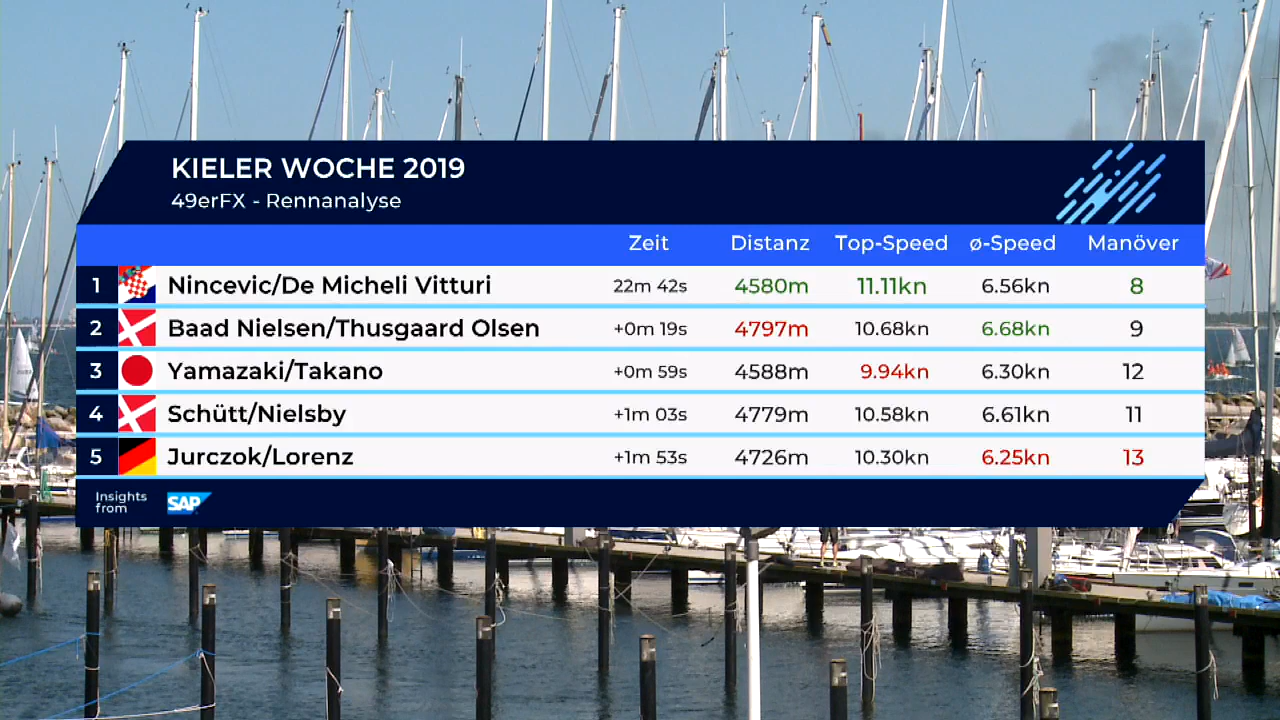 KIELER WOCHE 2019
49erFX - Rennanalyse
Zeit Distanz Top-Speed ø-Speed Manöver
1 Nincevic/De Micheli Vitturi 22m 42s 4580m 11.11kn 6.56kn 8
2 Baad Nielsen/Thusgaard Olsen +0m 19s 4797m 10.68kn 6.68kn 9
3 Yamazaki/Takano +0m 59s 4588m 9.94kn 6.30kn 12
4 Schütt/Nielsby +1m 03s 4779m 10.58kn 6.61kn 11
5 Jurczok/Lorenz +1m 53s 4726m 10.30kn 6.25kn 13
Insights
from SAP